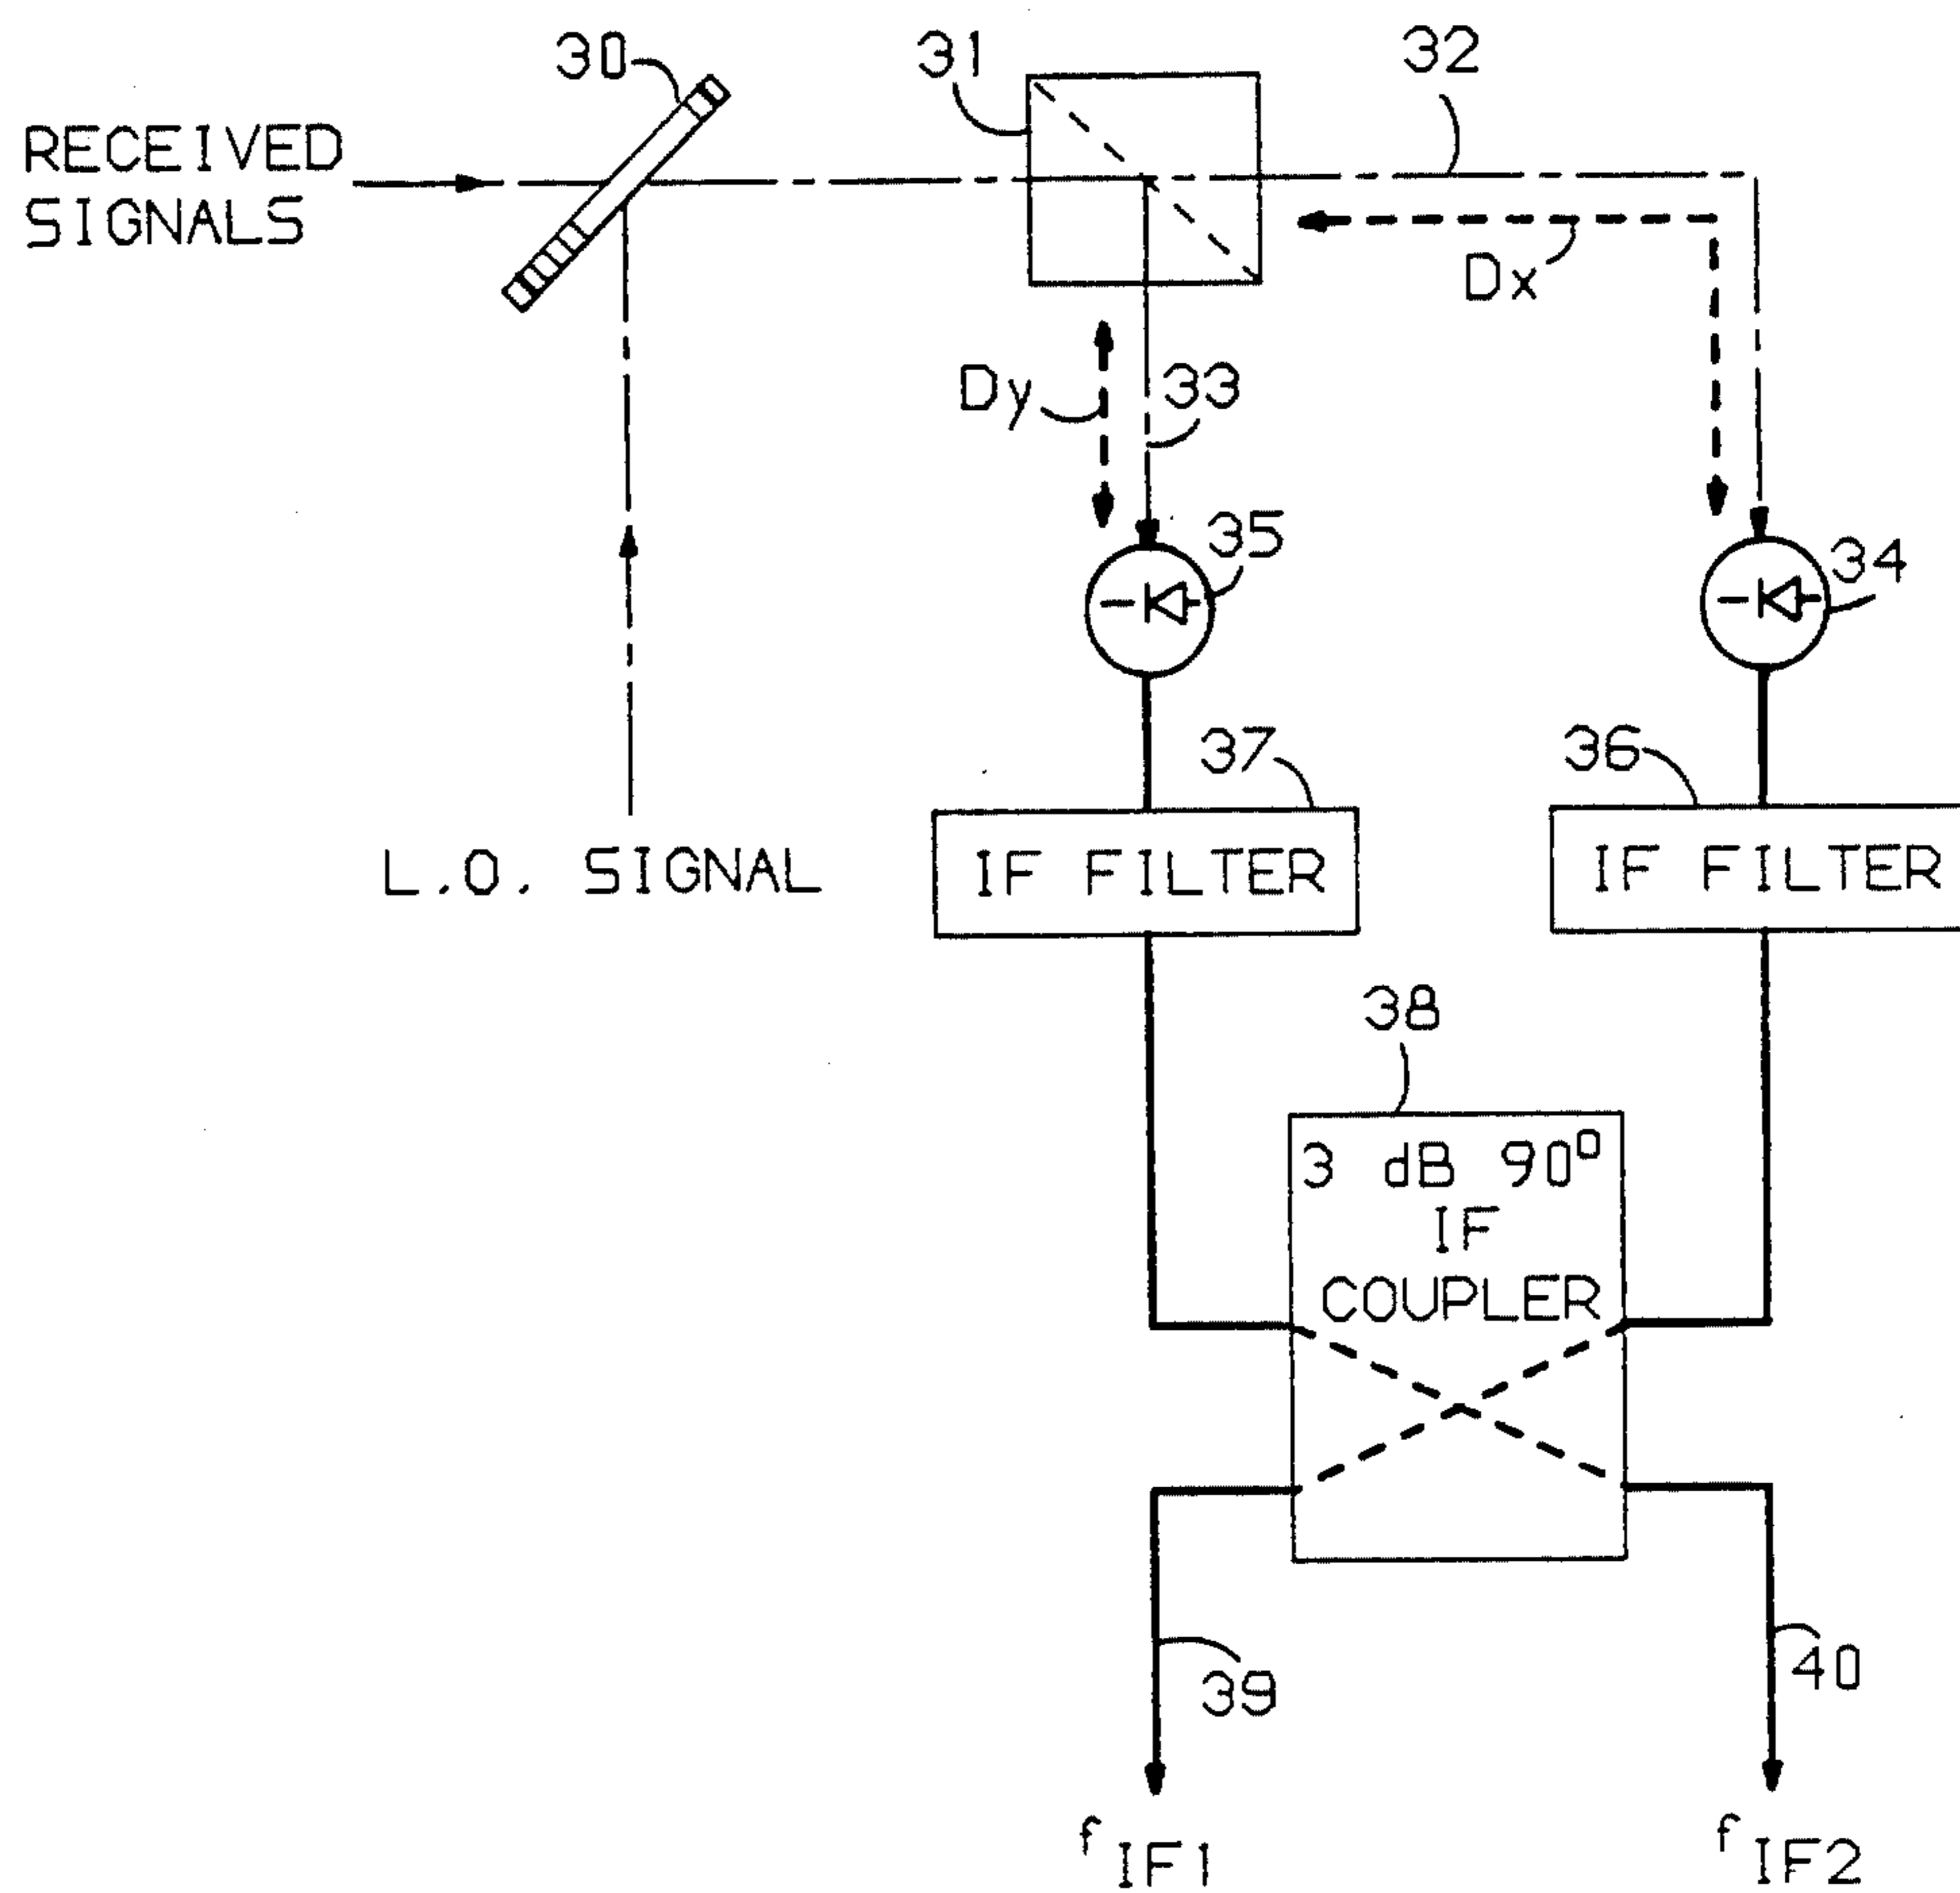 30
31
32
RECEIVED
SIGNALS
Dx
Dy
33
35
34
37
36
L.O. SIGNAL
IF FILTER
IF FILTER
38
3 dB 90°
IF
COUPLER
39
40
fIF1
fIF2